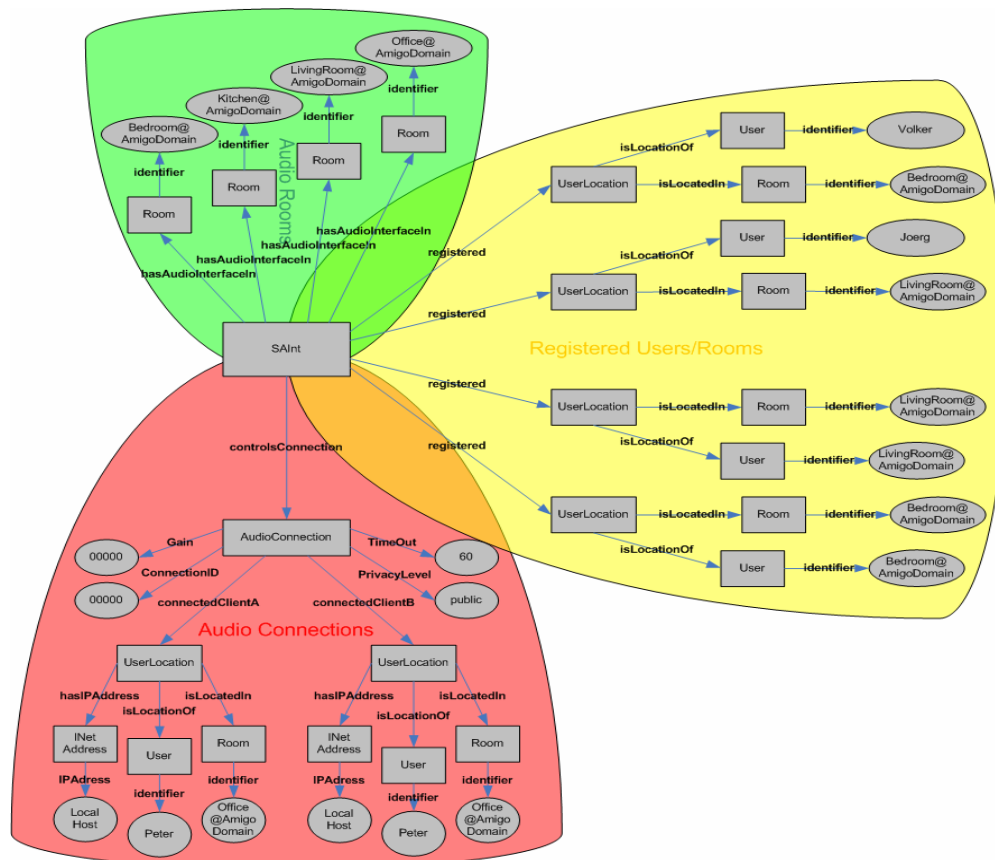 Office@
AmigoDomain
LivingRoom@
AmigoDomain
Kitchen@
AmigoDomain
Bedroom@
AmigoDomain
identifier
identifier
identifier
identifier
Audio Rooms
Room
Room
Room
Room
hasAudioInterfaceIn
hasAudioInterfaceIn
hasAudioInterfaceIn
hasAudioInterfaceIn
SAInt
registered
registered
registered
registered
Registered Users/Rooms
UserLocation
isLocationOf
User
identifier
Volker
isLocatedIn
Room
identifier
Bedroom@
AmigoDomain
UserLocation
isLocationOf
User
identifier
Joerg
isLocatedIn
Room
identifier
LivingRoom@
AmigoDomain
UserLocation
isLocatedIn
Room
identifier
LivingRoom@
AmigoDomain
isLocationOf
User
identifier
LivingRoom@
AmigoDomain
UserLocation
isLocatedIn
Room
identifier
Bedroom@
AmigoDomain
isLocationOf
User
identifier
Bedroom@
AmigoDomain
controlsConnection
AudioConnection
Gain
00000
ConnectionID
00000
TimeOut
60
PrivacyLevel
public
connectedClientA
connectedClientB
Audio Connections
UserLocation
hasIPAddress
isLocationOf
isLocatedIn
INet
Address
User
Room
IPAdress
identifier
identifier
Local
Host
Peter
Office
@Amigo
Domain
UserLocation
hasIPAddress
isLocationOf
isLocatedIn
INet
Address
User
Room
IPAdress
identifier
identifier
Local
Host
Peter
Office
@Amigo
Domain